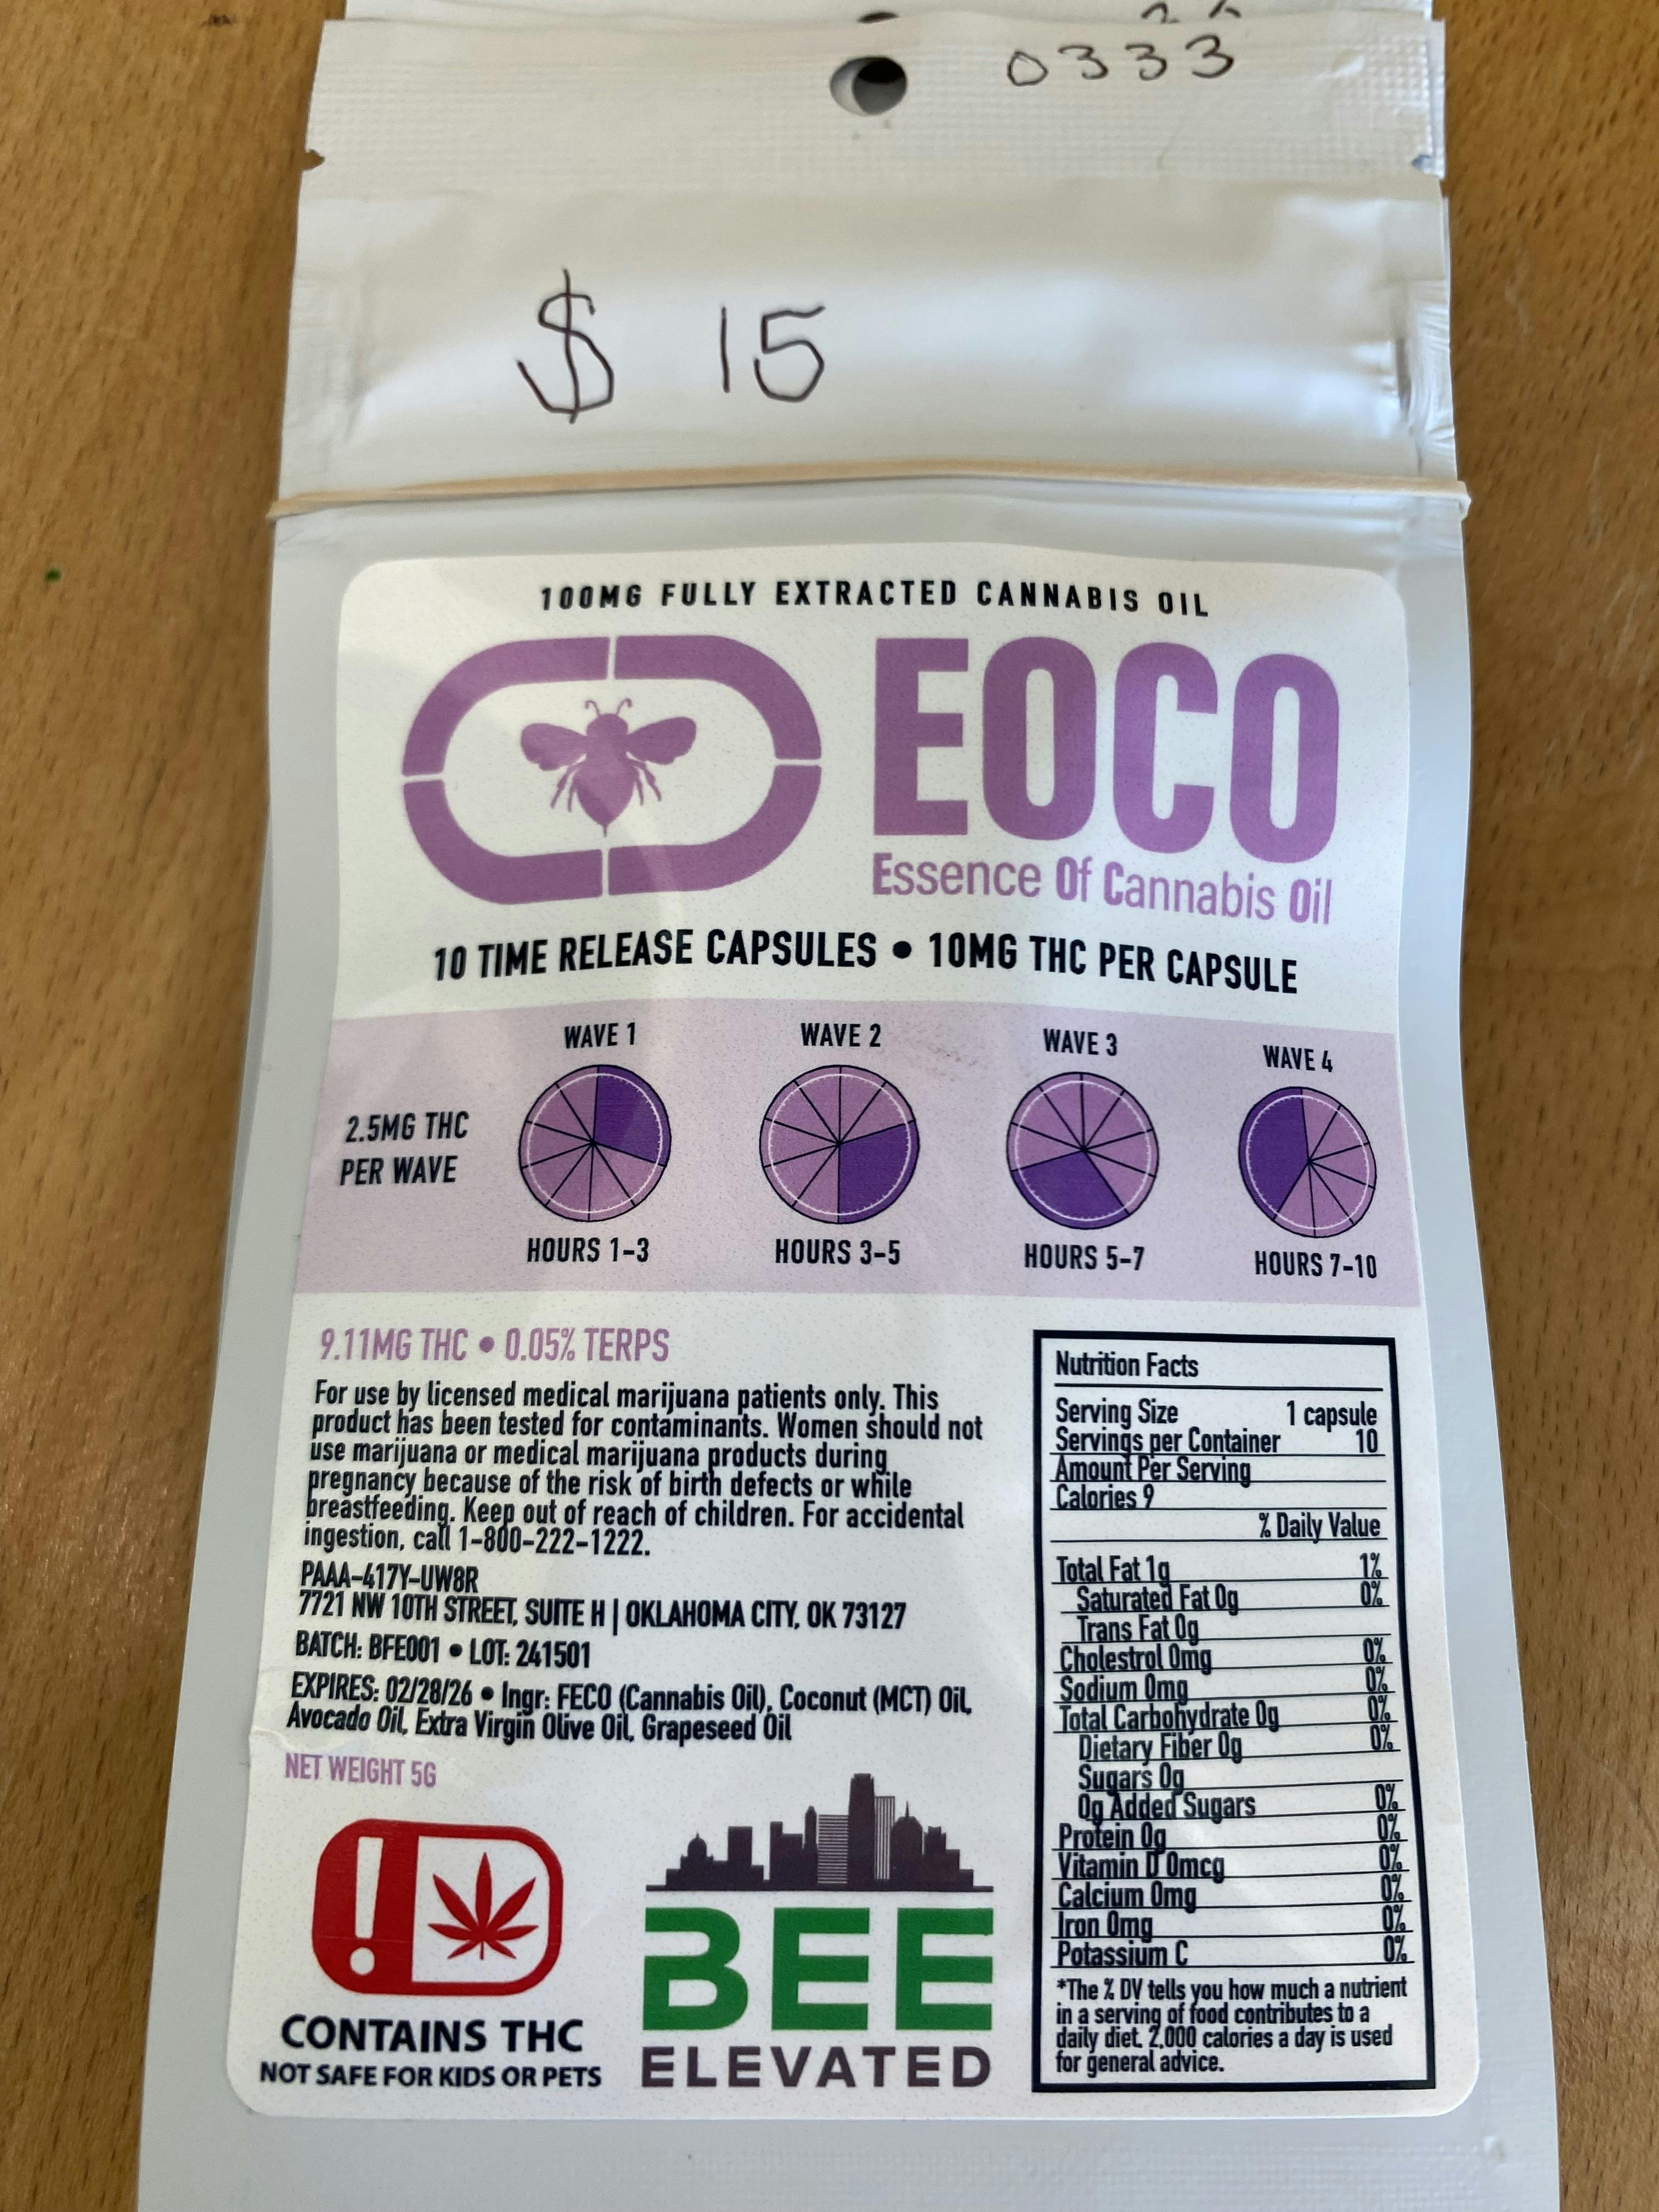 0333
$ 15
100MG FULLY EXTRACTED CANNABIS OIL
EOCO
Essence Of Cannabis Oil
10 TIME RELEASE CAPSULES • 10MG THC PER CAPSULE
WAVE 1
WAVE 2
WAVE 3
WAVE 4
2.5MG THC
PER WAVE
HOURS 1-3
HOURS 3-5
HOURS 5-7
HOURS 7-10
9.11MG THC • 0.05% TERPS
For use by licensed medical marijuana patients only. This
product has been tested for contaminants. Women should not
use marijuana or medical marijuana products during
pregnancy because of the risk of birth defects or while
breastfeeding. Keep out of reach of children. For accidental
ingestion, call 1-800-222-1222.
PAAA-417Y-UW8R
7721 NW 10TH STREET, SUITE H | OKLAHOMA CITY, OK 73127
BATCH: BFE001 • LOT: 241501
EXPIRES: 02/28/26 • Ingr: FECO (Cannabis Oil), Coconut (MCT) Oil,
Avocado Oil, Extra Virgin Olive Oil, Grapeseed Oil
NET WEIGHT 5G
CONTAINS THC
NOT SAFE FOR KIDS OR PETS
BEE
ELEVATED
Nutrition Facts
Serving Size 1 capsule
Servings per Container 10
Amount Per Serving
Calories 9
% Daily Value
Total Fat 1g 1%
Saturated Fat 0g 0%
Trans Fat 0g
Cholestrol 0mg 0%
Sodium 0mg 0%
Total Carbohydrate 0g 0%
Dietary Fiber 0g 0%
Sugars 0g
0g Added Sugars 0%
Protein 0g 0%
Vitamin D 0mcg 0%
Calcium 0mg 0%
Iron 0mg 0%
Potassium C 0%
*The % DV tells you how much a nutrient
in a serving of food contributes to a
daily diet. 2,000 calories a day is used
for general advice.